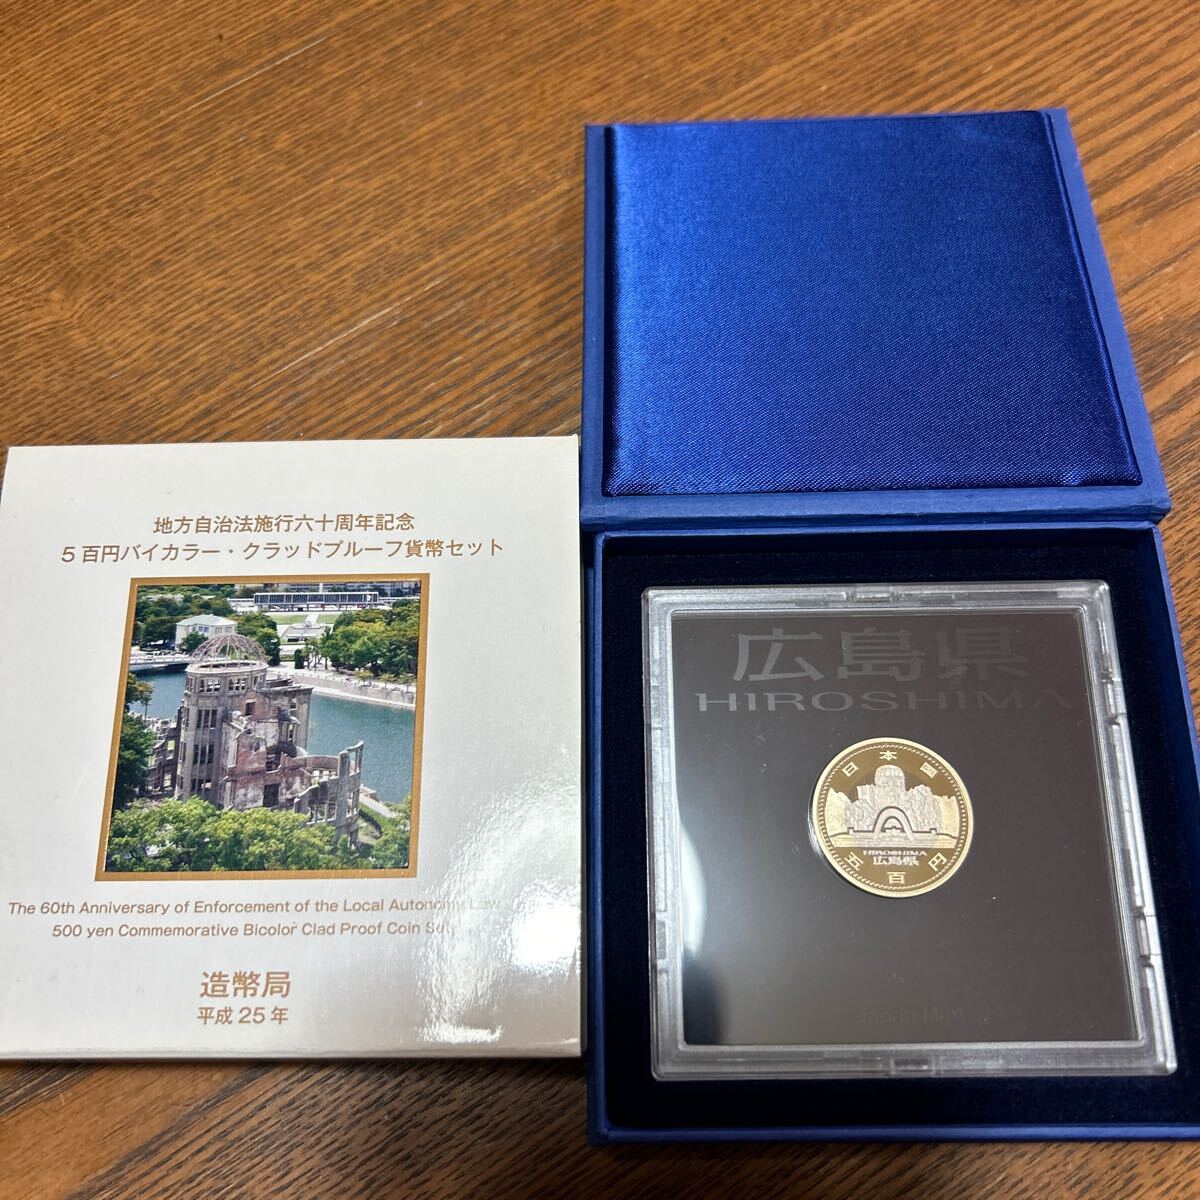 地方自治法施行六十周年記念
5百円バイカラー・クラッドプルーフ貨幣セット
The 60th Anniversary of Enforcement of the Local Autonomy Law
500 yen Commemorative Bicolor Clad Proof Coin Set
造幣局
平成25年
広島県
HIROSHIMA
日本国
HIROSHIMA
広島県
五百円
Japan Mint